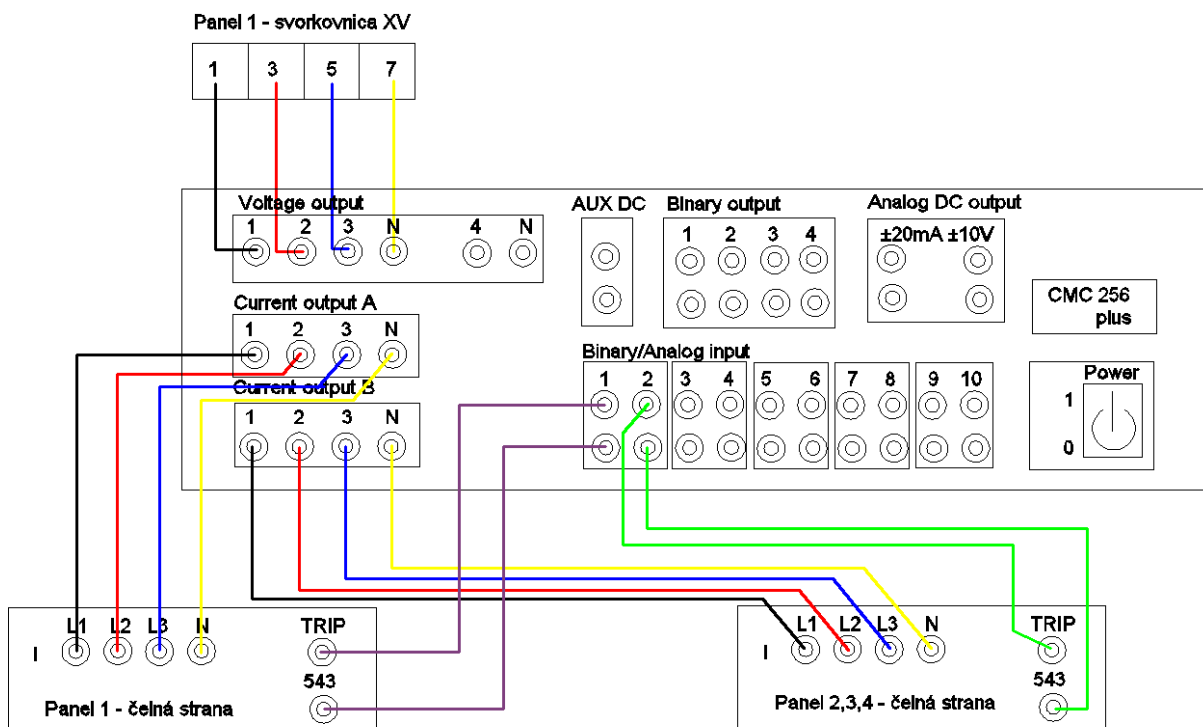 Panel 1 - svorkovnica XV
1 3 5 7
Voltage output
1 2 3 N 4 N
AUX DC
Binary output
1 2 3 4
Analog DC output
±20mA ±10V
CMC 256
plus
Current output A
1 2 3 N
Current output B
1 2 3 N
Binary/Analog input
1 2 3 4 5 6 7 8 9 10
Power
1
0
L1 L2 L3 N
TRIP
I
543
Panel 1 - čelná strana
L1 L2 L3 N
TRIP
I
543
Panel 2,3,4 - čelná strana